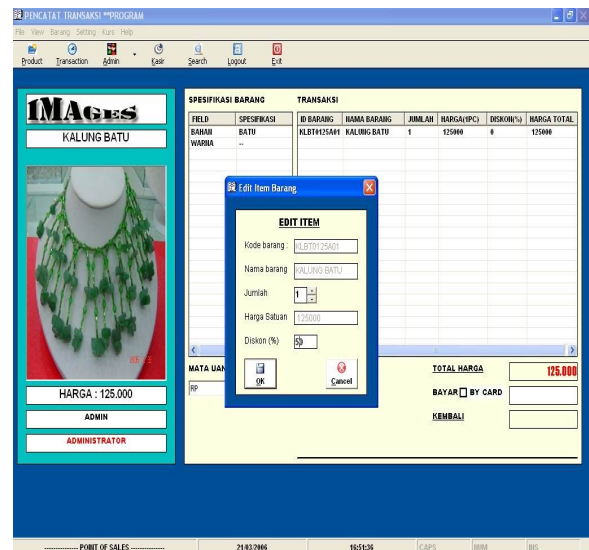 PENCATAT TRANSAKSI **PROGRAM
File View Barang Setting Kurs Help
Product Transaction Admin Kasir Search Logout Exit
IMAGES
KALUNG BATU
HARGA : 125.000
ADMIN
ADMINISTRATOR
SPESIFIKASI BARANG
FIELD SPESIFIKASI
BAHAN BATU
WARNA --
TRANSAKSI
ID BARANG NAMA BARANG JUMLAH HARGA(1PC) DISKON(%) HARGA TOTAL
KLBT0125A01 KALUNG BATU 1 125000 0 125000
Edit Item Barang
EDIT ITEM
Kode barang : KLBT0125A01
Nama barang KALUNG BATU
Jumlah 1
Harga Satuan 125000
Diskon (%) 50
OK Cancel
MATA UAN
RP
TOTAL HARGA 125.000
BAYAR BY CARD
KEMBALI
--------------- POINT OF SALES --------------- 21/03/2006 16:51:36 CAPS NUM INS